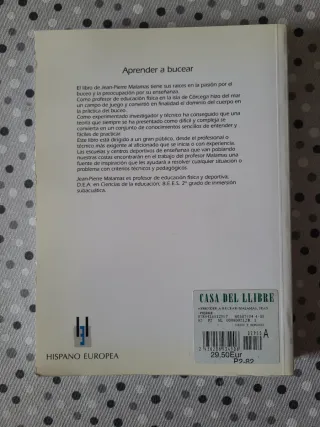 Aprender a bucear
El libro de Jean-Pierre Malamas tiene sus raíces en la pasión por el
buceo y la preocupación por su enseñanza.
Como profesor de educación física en la isla de Córcega hizo del mar
un campo de juego y convirtió en finalidad el dominio del cuerpo en
la práctica del buceo.
Como experimentado investigador y técnico ha conseguido que una
teoría que siempre se ha presentado como difícil y compleja se
convierta en un conjunto de conocimientos sencillos de entender y
fáciles de practicar.
Este libro está dirigido a un gran público, desde el profesional o
técnico más exigente al aficionado que se inicia o con experiencia.
Las escuelas y centros deportivos de enseñanza que van poblando
nuestras costas encontrarán en el trabajo del profesor Malamas una
fuente de inspiración que les ayudará a resolver cualquier situación o
problema con criterios técnicos y pedagógicos.
Jean-Pierre Malamas es profesor de educación física y deportiva.
D.E.A. en Ciencias de la educación. B.E.E.S. 2º grado de inmersión
subacuática.
CASA DEL LLIBRE
A
29.50Eur
P2-82
HISPANO EUROPEA